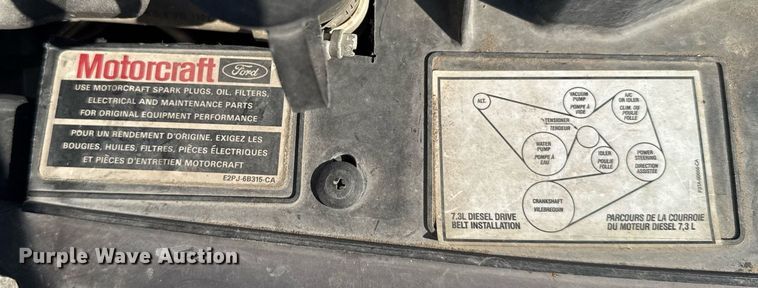 Motorcraft
Ford
USE MOTORCRAFT SPARK PLUGS, OIL, FILTERS,
ELECTRICAL AND MAINTENANCE PARTS
FOR ORIGINAL EQUIPMENT PERFORMANCE
POUR UN RENDEMENT D'ORIGINE, EXIGEZ LES
BOUGIES, HUILES, FILTRES, PIÈCES ÉLECTRIQUES
ET PIÈCES D'ENTRETIEN MOTORCRAFT
E2PJ-6B315-CA
ALT.
VACUUM
PUMP
POMPE À
VIDE
A/C
OR IDLER
CLIM. OU
POULIE
FOLLE
TENSIONER
TENDEUR
WATER
PUMP
POMPE À
EAU
IDLER
POULIE
FOLLE
POWER
STEERING
DIRECTION
ASSISTÉE
CRANKSHAFT
VILEBREQUIN
7.3L DIESEL DRIVE
BELT INSTALLATION
PARCOURS DE LA COURROIE
DU MOTEUR DIESEL 7,3 L
Purple Wave Auction